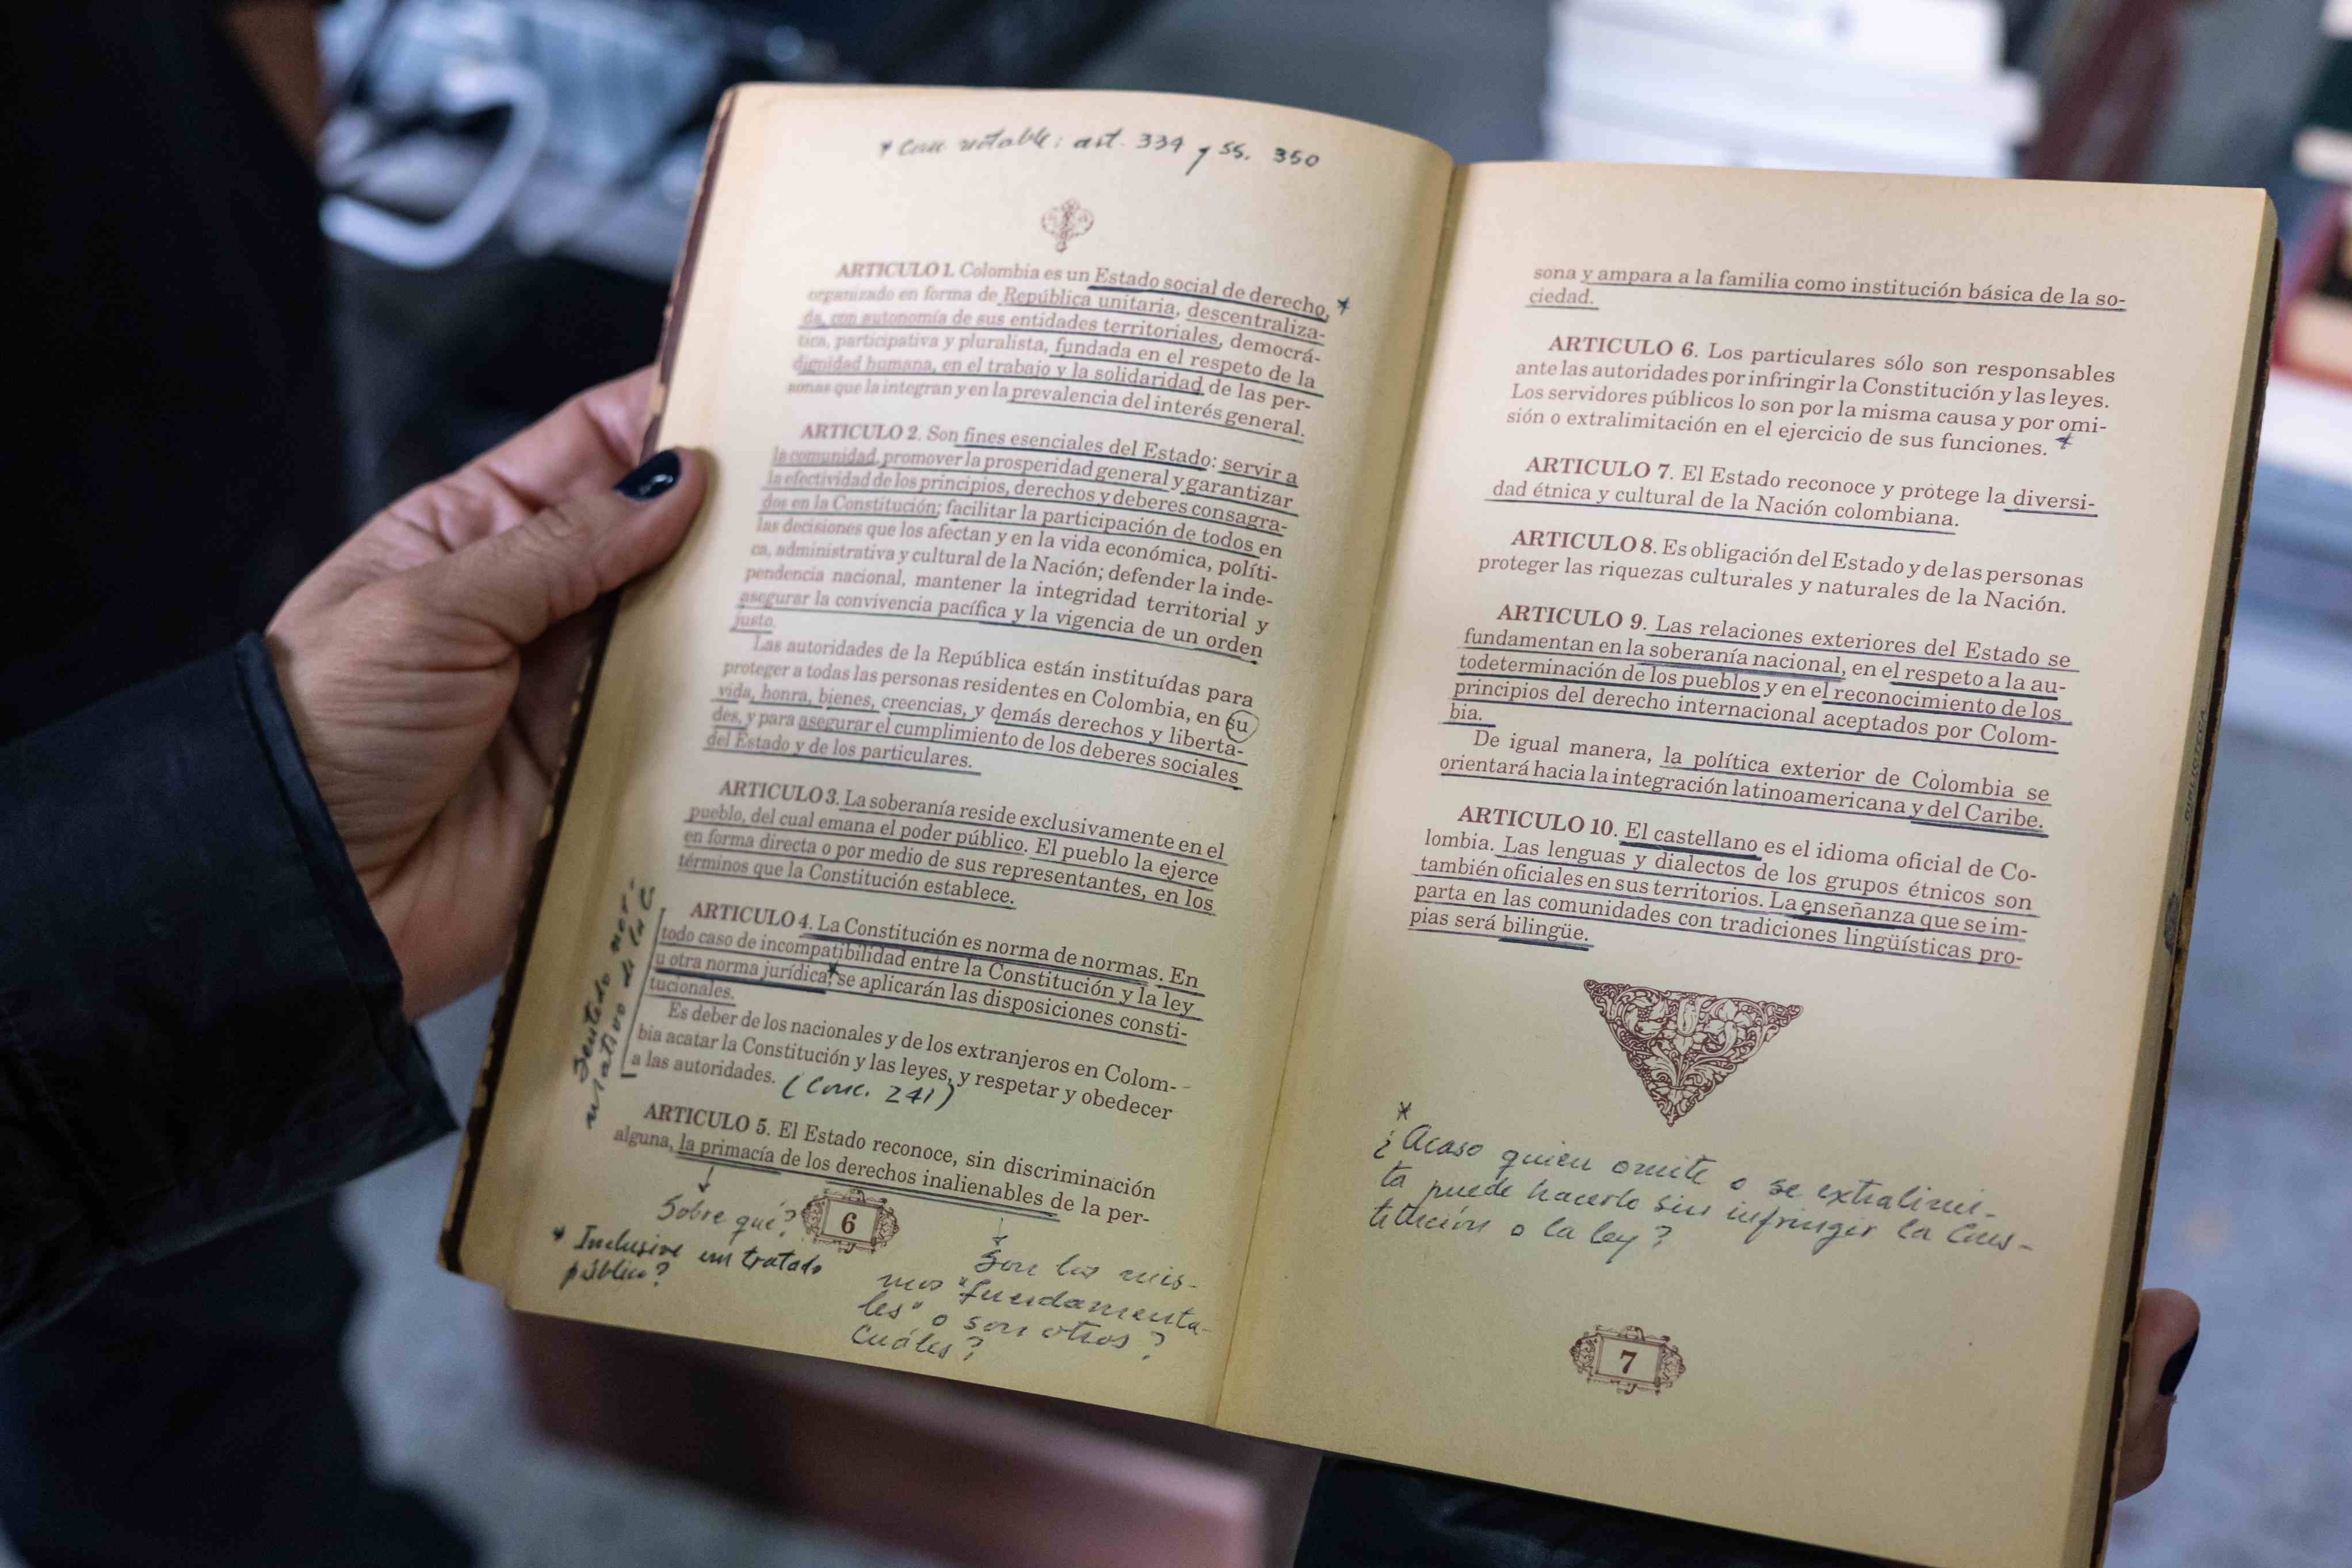 * Conc. notable: art. 334 y ss. 350
ARTICULO 1. Colombia es un Estado social de derecho, *
organizado en forma de República unitaria, descentraliza-
da, con autonomía de sus entidades territoriales, democrá-
tica, participativa y pluralista, fundada en el respeto de la
dignidad humana, en el trabajo y la solidaridad de las per-
sonas que la integran y en la prevalencia del interés general.
ARTICULO 2. Son fines esenciales del Estado: servir a
la comunidad, promover la prosperidad general y garantizar
la efectividad de los principios, derechos y deberes consagra-
dos en la Constitución; facilitar la participación de todos en
las decisiones que los afectan y en la vida económica, políti-
ca, administrativa y cultural de la Nación; defender la inde-
pendencia nacional, mantener la integridad territorial y
asegurar la convivencia pacífica y la vigencia de un orden
justo.
Las autoridades de la República están instituídas para
proteger a todas las personas residentes en Colombia, en su
vida, honra, bienes, creencias, y demás derechos y liberta-
des, y para asegurar el cumplimiento de los deberes sociales
del Estado y de los particulares.
ARTICULO 3. La soberanía reside exclusivamente en el
pueblo, del cual emana el poder público. El pueblo la ejerce
en forma directa o por medio de sus representantes, en los
términos que la Constitución establece.
ARTICULO 4. La Constitución es norma de normas. En
todo caso de incompatibilidad entre la Constitución y la ley
u otra norma jurídica,* se aplicarán las disposiciones consti-
tucionales.
Es deber de los nacionales y de los extranjeros en Colom-
bia acatar la Constitución y las leyes, y respetar y obedecer
a las autoridades. (Conc. 241)
Sentido nor-
mativo de la C
ARTICULO 5. El Estado reconoce, sin discriminación
alguna, la primacía de los derechos inalienables de la per-
Sobre qué?
6
* Inclusive un tratado
público?
Son los mis-
mos "fundamenta-
les" o son otros?
Cuáles?
sona y ampara a la familia como institución básica de la so-
ciedad.
ARTICULO 6. Los particulares sólo son responsables
ante las autoridades por infringir la Constitución y las leyes.
Los servidores públicos lo son por la misma causa y por omi-
sión o extralimitación en el ejercicio de sus funciones. *
ARTICULO 7. El Estado reconoce y protege la diversi-
dad étnica y cultural de la Nación colombiana.
ARTICULO 8. Es obligación del Estado y de las personas
proteger las riquezas culturales y naturales de la Nación.
ARTICULO 9. Las relaciones exteriores del Estado se
fundamentan en la soberanía nacional, en el respeto a la au-
todeterminación de los pueblos y en el reconocimiento de los
principios del derecho internacional aceptados por Colom-
bia.
De igual manera, la política exterior de Colombia se
orientará hacia la integración latinoamericana y del Caribe.
ARTICULO 10. El castellano es el idioma oficial de Co-
lombia. Las lenguas y dialectos de los grupos étnicos son
también oficiales en sus territorios. La enseñanza que se im-
parta en las comunidades con tradiciones lingüísticas pro-
pias será bilingüe.
*
¿Acaso quien omite o se extralimi-
ta puede hacerlo sin infringir la Cons-
titución o la ley?
7
BIBLIOTECA